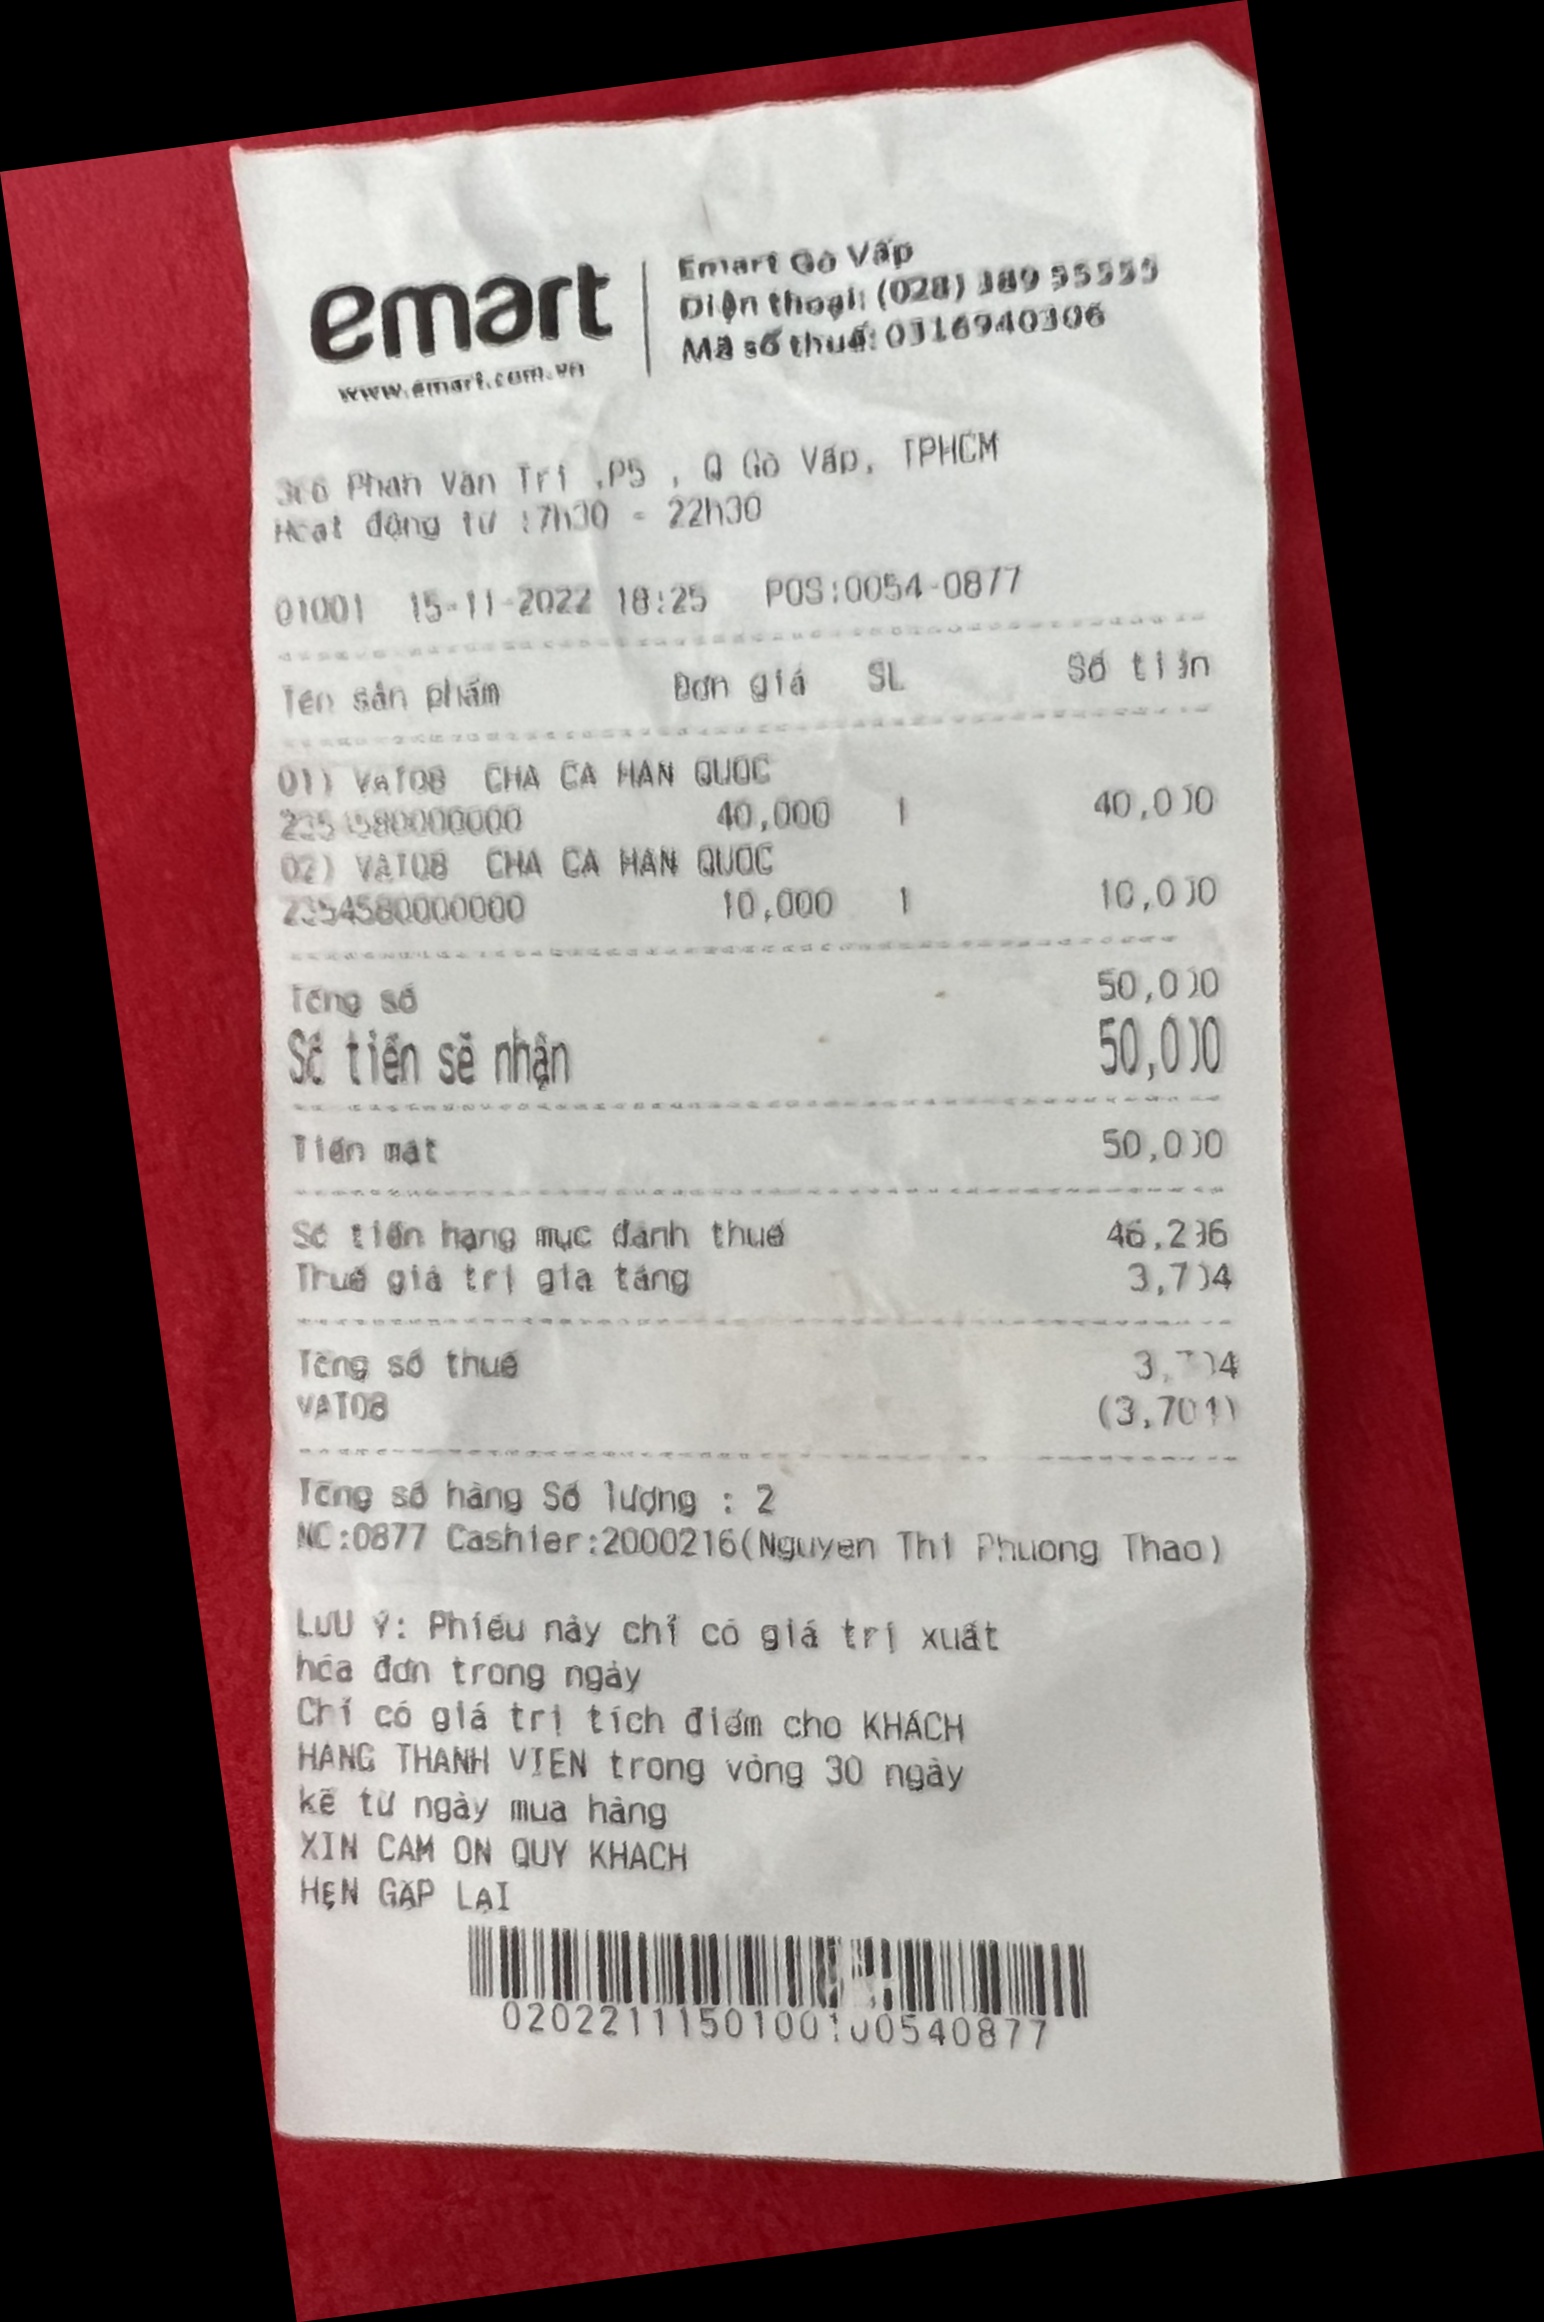 emart
www.emart.com.vn
Emart Gò Vấp
Điện thoại: (028) 389 55555
Mã số thuế: 0316940306
Phan Văn Trị ,P5 , Q Gò Vấp, TPHCM
Hoạt động từ :7h30 - 22h30
01001 15-11-2022 18:25 POS:0054-0877
Tên sản phẩm Đơn giá SL Số tiền
01) VAT08 CHA CA HAN QUOC
2354580000000 40,000 1 40,000
02) VAT08 CHA CA HAN QUOC
2354580000000 10,000 1 10,000
Tổng số 50,000
Số tiền sẽ nhận 50,000
Tiền mặt 50,000
Số tiền hạng mục đánh thuế 46,296
Thuế giá trị gia tăng 3,704
Tổng số thuế 3,704
VAT08 (3,704)
Tổng số hàng Số lượng : 2
NC:0877 Cashier:2000216(Nguyen Thi Phuong Thao)
LƯU Ý: Phiếu này chỉ có giá trị xuất
hóa đơn trong ngày
Chỉ có giá trị tích điểm cho KHÁCH
HÀNG THÀNH VIÊN trong vòng 30 ngày
kể từ ngày mua hàng
XIN CÁM ƠN QUÝ KHÁCH
HẸN GẶP LẠI
0202211150100100540877